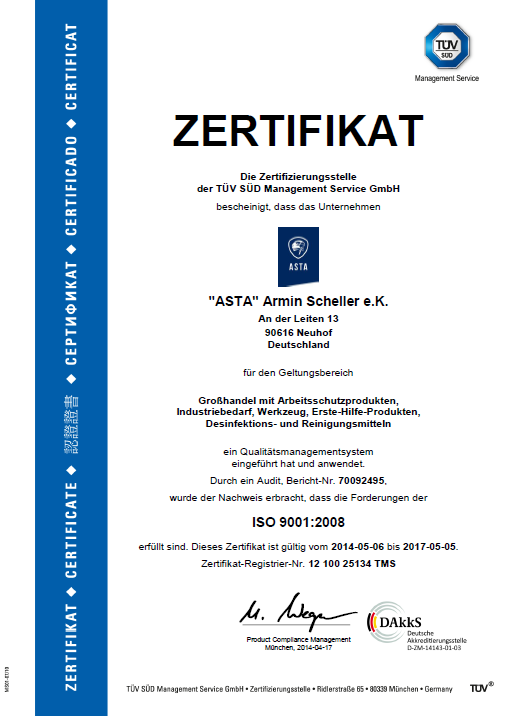 ZERTIFIKAT ◆ CERTIFICATE ◆ 認證證書 ◆ СЕРТИФИКАТ ◆ CERTIFICADO ◆ CERTIFICAT
TÜV
SÜD
Management Service
ZERTIFIKAT
Die Zertifizierungsstelle
der TÜV SÜD Management Service GmbH
bescheinigt, dass das Unternehmen
ASTA
"ASTA" Armin Scheller e.K.
An der Leiten 13
90616 Neuhof
Deutschland
für den Geltungsbereich
Großhandel mit Arbeitsschutzprodukten,
Industriebedarf, Werkzeug, Erste-Hilfe-Produkten,
Desinfektions- und Reinigungsmitteln
ein Qualitätsmanagementsystem
eingeführt hat und anwendet.
Durch ein Audit, Bericht-Nr. 70092495,
wurde der Nachweis erbracht, dass die Forderungen der
ISO 9001:2008
erfüllt sind. Dieses Zertifikat ist gültig vom 2014-05-06 bis 2017-05-05.
Zertifikat-Registrier-Nr. 12 100 25134 TMS
Product Compliance Management
München, 2014-04-17
DAkkS
Deutsche
Akkreditierungsstelle
D-ZM-14143-01-03
TÜV SÜD Management Service GmbH • Zertifizierungsstelle • Ridlerstraße 65 • 80339 München • Germany
TÜV®